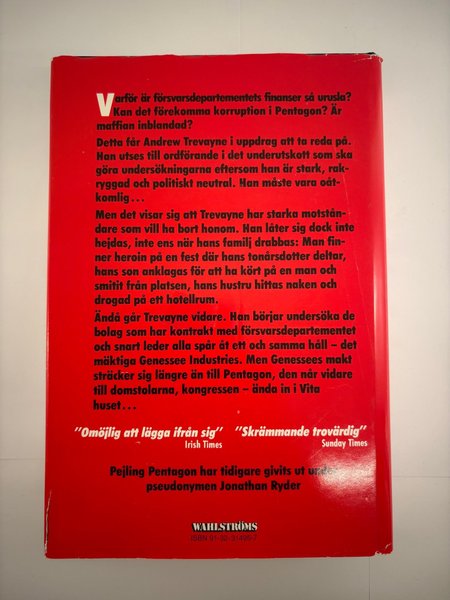 Varför är försvarsdepartementets finanser så urusla?
Kan det förekomma korruption i Pentagon? Är
maffian inblandad?
Detta får Andrew Trevayne i uppdrag att ta reda på.
Han utses till ordförande i det underutskott som ska
göra undersökningarna eftersom han är stark, rak-
ryggad och politiskt neutral. Han måste vara oåt-
komlig...
Men det visar sig att Trevayne har starka motstån-
dare som vill ha bort honom. Han låter sig dock inte
hejdas, inte ens när hans familj drabbas: Man fin-
ner heroin på en fest där hans tonårsdotter deltar,
hans son anklagas för att ha kört på en man och
smitit från platsen, hans hustru hittas naken och
drogad på ett hotellrum.
Ändå går Trevayne vidare. Han börjar undersöka de
bolag som har kontrakt med försvarsdepartementet
och snart leder alla spår åt ett och samma håll – det
mäktiga Genessee Industries. Men Genessees makt
sträcker sig längre än till Pentagon, den når vidare
till domstolarna, kongressen – ända in i Vita
huset...
"Omöjlig att lägga ifrån sig" "Skrämmande trovärdig"
Irish Times Sunday Times
Pejling Pentagon har tidigare givits ut under
pseudonymen Jonathan Ryder
WAHLSTRÖMS